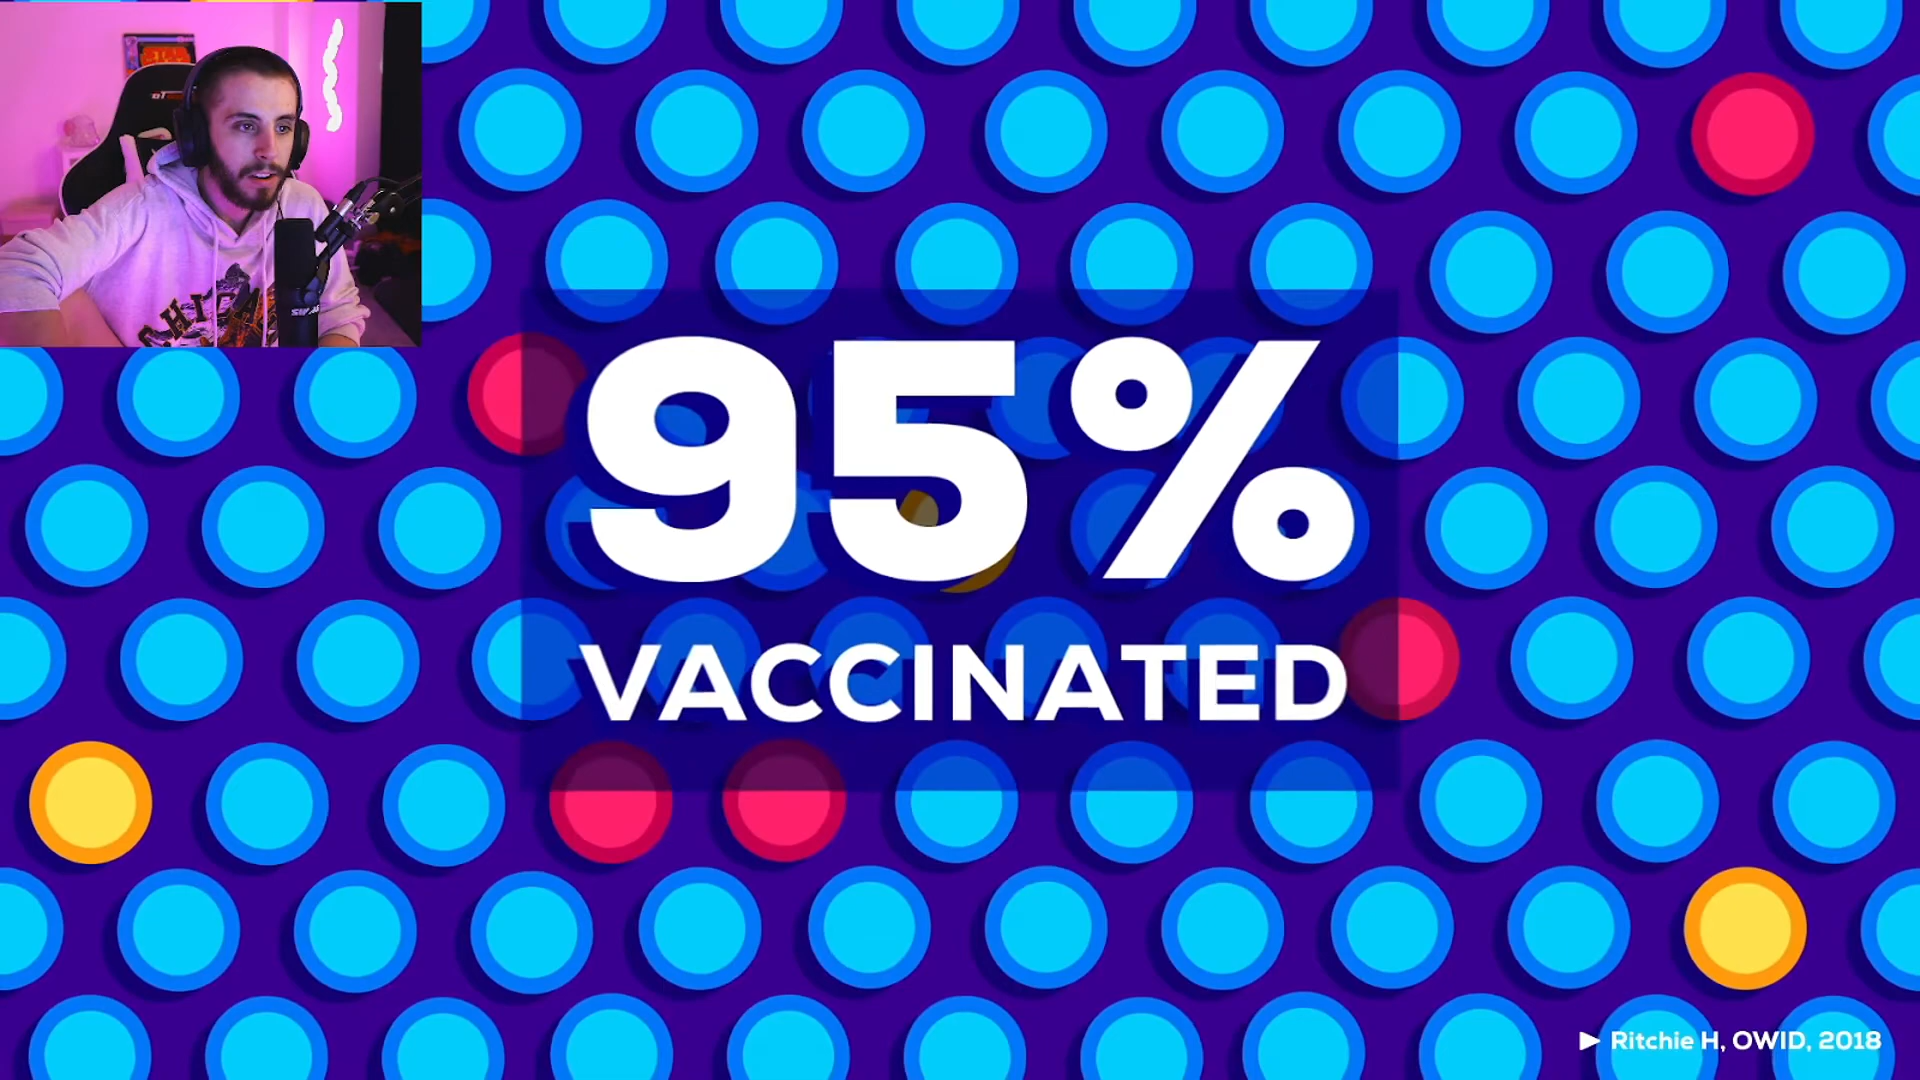 95%
VACCINATED
► Ritchie H, OWID, 2018